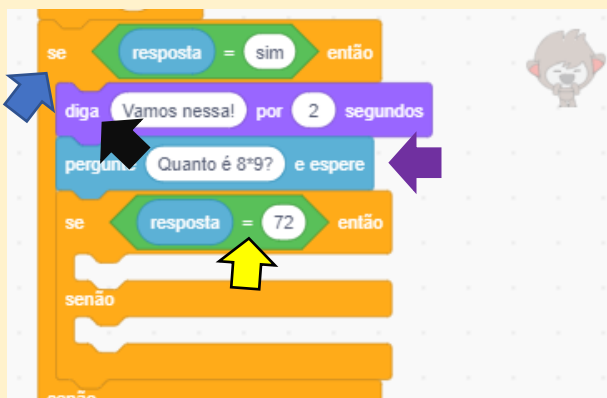 se resposta = sim então
diga Vamos nessa! por 2 segundos
pergunte Quanto é 8*9? e espere
se resposta = 72 então
senão
senão